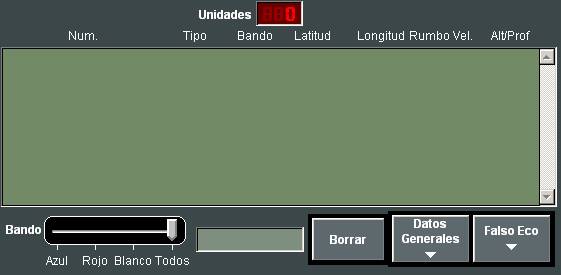 Unidades 0
Num. Tipo Bando Latitud Longitud Rumbo Vel. Alt/Prof
Bando
Azul Rojo Blanco Todos
Borrar
Datos
Generales
Falso Eco